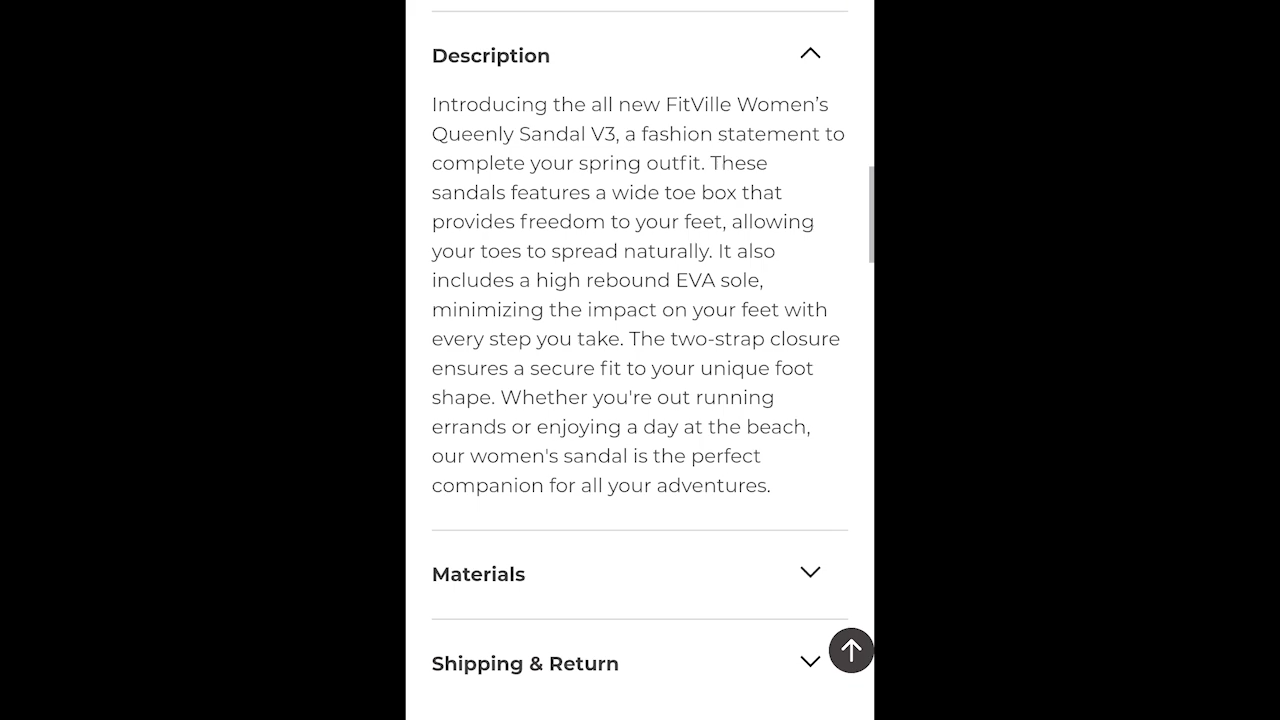 Description
Introducing the all new FitVille Women’s
Queenly Sandal V3, a fashion statement to
complete your spring outfit. These
sandals features a wide toe box that
provides freedom to your feet, allowing
your toes to spread naturally. It also
includes a high rebound EVA sole,
minimizing the impact on your feet with
every step you take. The two-strap closure
ensures a secure fit to your unique foot
shape. Whether you're out running
errands or enjoying a day at the beach,
our women's sandal is the perfect
companion for all your adventures.
Materials
Shipping & Return